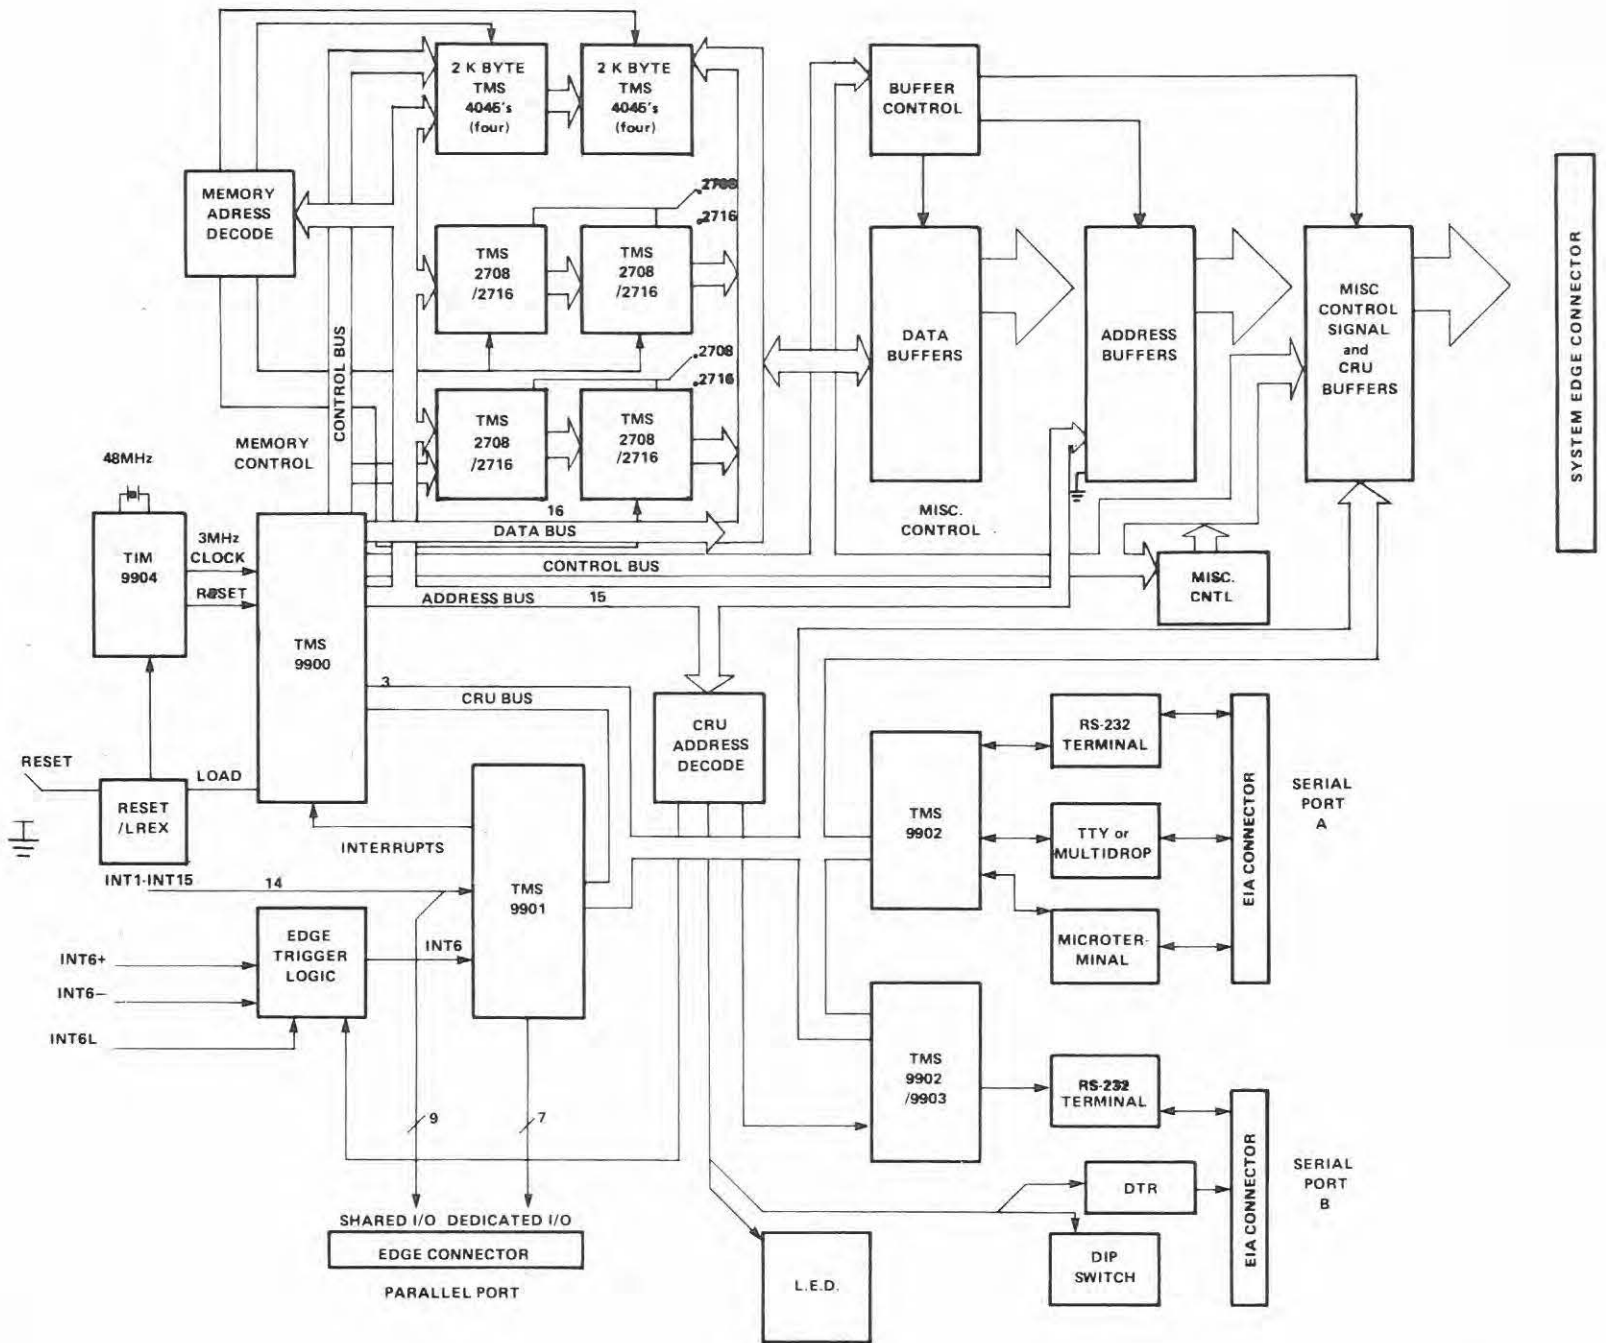 2 K BYTE
TMS
4045's
(four)
2 K BYTE
TMS
4045's
(four)
BUFFER
CONTROL
MEMORY
ADRESS
DECODE
.2708
.2716
TMS
2708
/2716
TMS
2708
/2716
DATA
BUFFERS
ADDRESS
BUFFERS
MISC
CONTROL
SIGNAL
and
CRU
BUFFERS
SYSTEM EDGE CONNECTOR
CONTROL BUS
.2708
.2716
TMS
2708
/2716
TMS
2708
/2716
MEMORY
CONTROL
48MHz
16
DATA BUS
MISC.
CONTROL
TIM
9904
3MHz
CLOCK
RESET
CONTROL BUS
MISC.
CNTL
ADDRESS BUS
15
TMS
9900
3
CRU BUS
CRU
ADDRESS
DECODE
RS-232
TERMINAL
RESET
LOAD
RESET
/LREX
TMS
9902
TTY or
MULTIDROP
EIA CONNECTOR
SERIAL
PORT
A
INTERRUPTS
INT1-INT15
14
TMS
9901
MICROTER-
MINAL
EDGE
TRIGGER
LOGIC
INT6
INT6+
INT6–
INT6L
TMS
9902
/9903
RS-232
TERMINAL
9
7
DTR
EIA CONNECTOR
SERIAL
PORT
B
SHARED I/O
DEDICATED I/O
EDGE CONNECTOR
PARALLEL PORT
L.E.D.
DIP
SWITCH